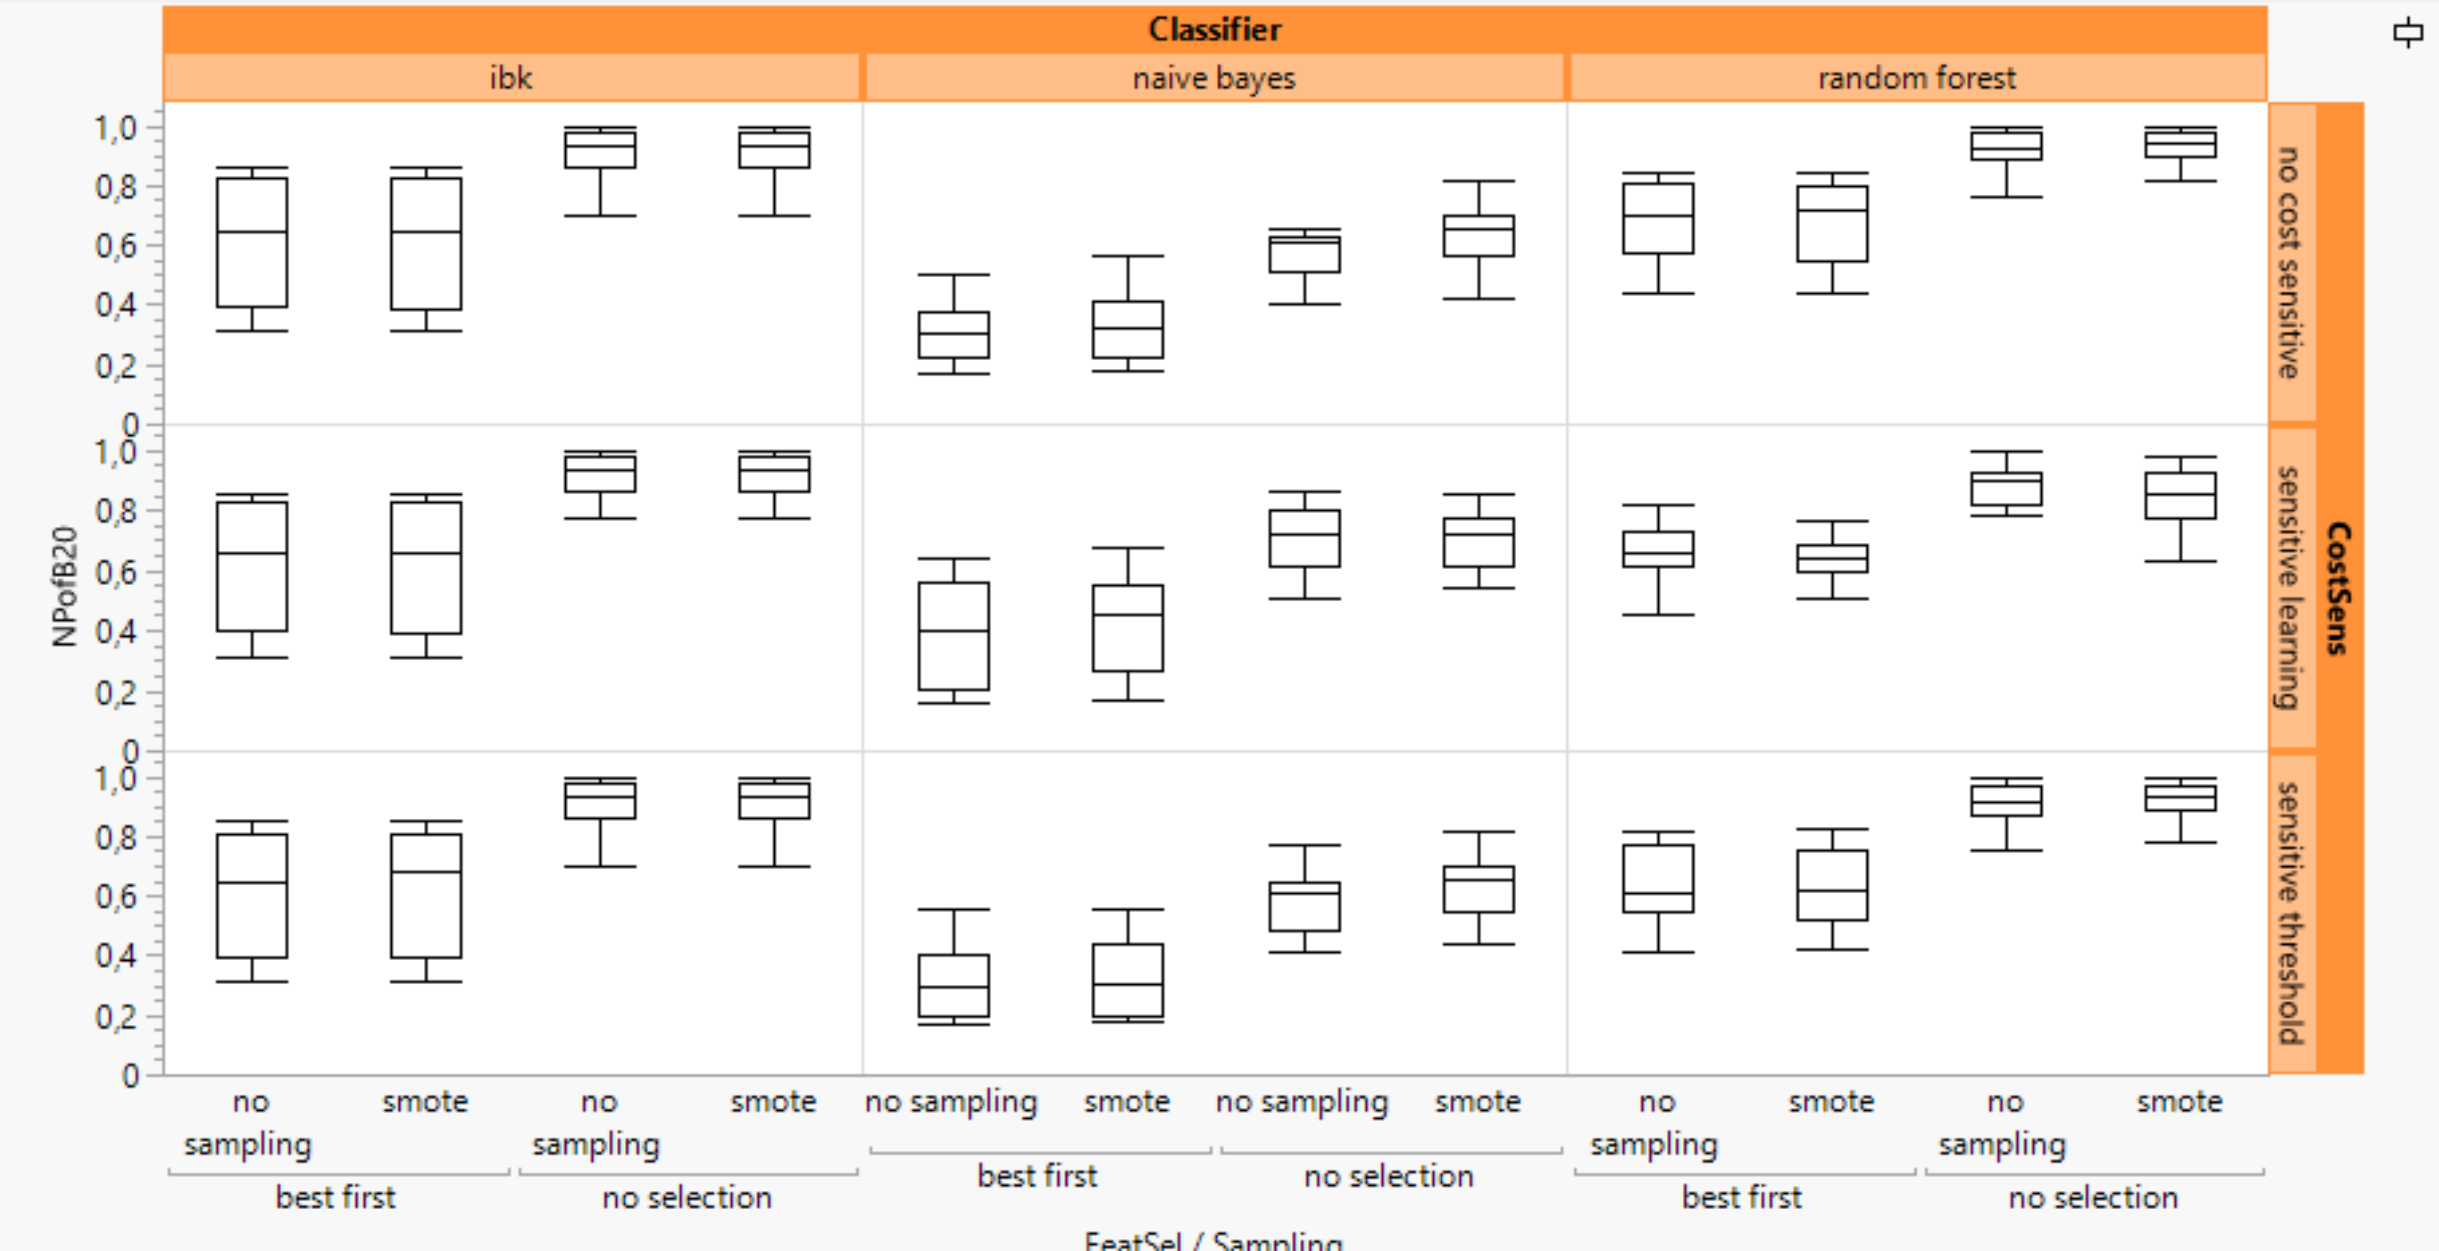 Classifier
ibk naive bayes random forest
1,0
0,8
0,6
0,4
0,2
0
no cost sensitive
1,0
0,8
0,6
0,4
0,2
0
sensitive learning
1,0
0,8
0,6
0,4
0,2
0
sensitive threshold
NPofB20
CostSens
no sampling smote no sampling smote no sampling smote no sampling smote no sampling smote no sampling smote
best first no selection best first no selection best first no selection
FeatSel / Sampling